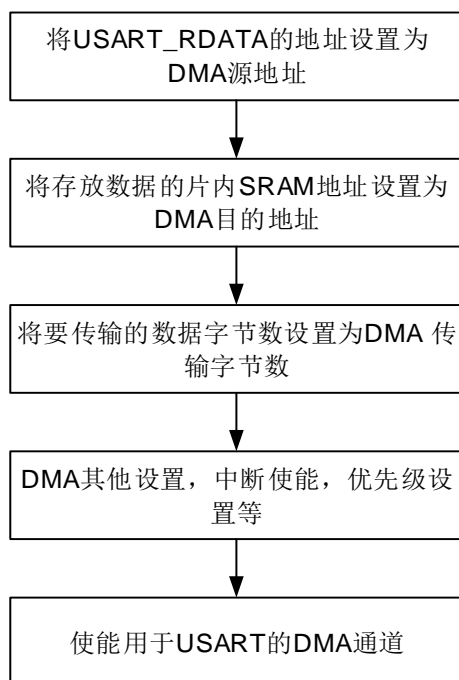 将USART_RDATA的地址设置为
DMA源地址
将存放数据的片内SRAM地址设置为
DMA目的地址
将要传输的数据字节数设置为DMA 传
输字节数
DMA其他设置，中断使能，优先级设
置等
使能用于USART的DMA通道